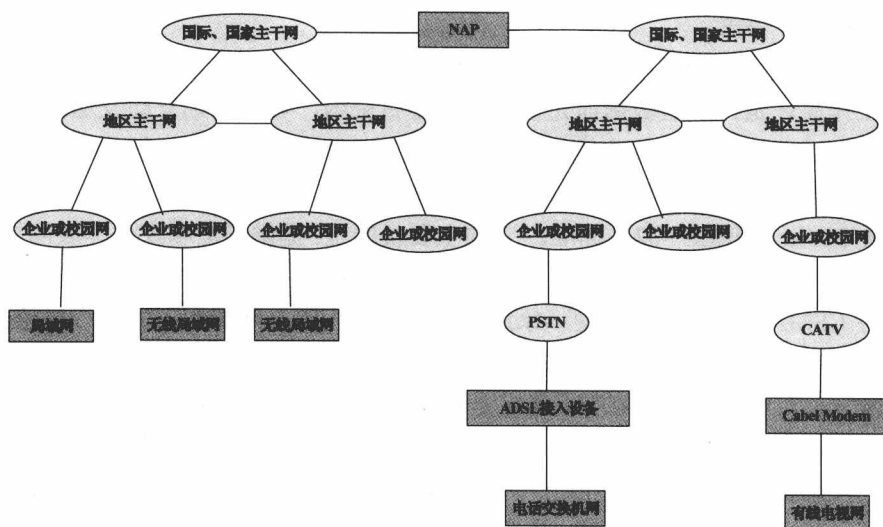 国际、国家主干网
NAP
国际、国家主干网
地区主干网
地区主干网
地区主干网
地区主干网
企业或校园网
企业或校园网
企业或校园网
企业或校园网
企业或校园网
企业或校园网
企业或校园网
局域网
无线局域网
无线局域网
PSTN
CATV
ADSL接入设备
Cabel Modem
电话交换机网
有线电视网